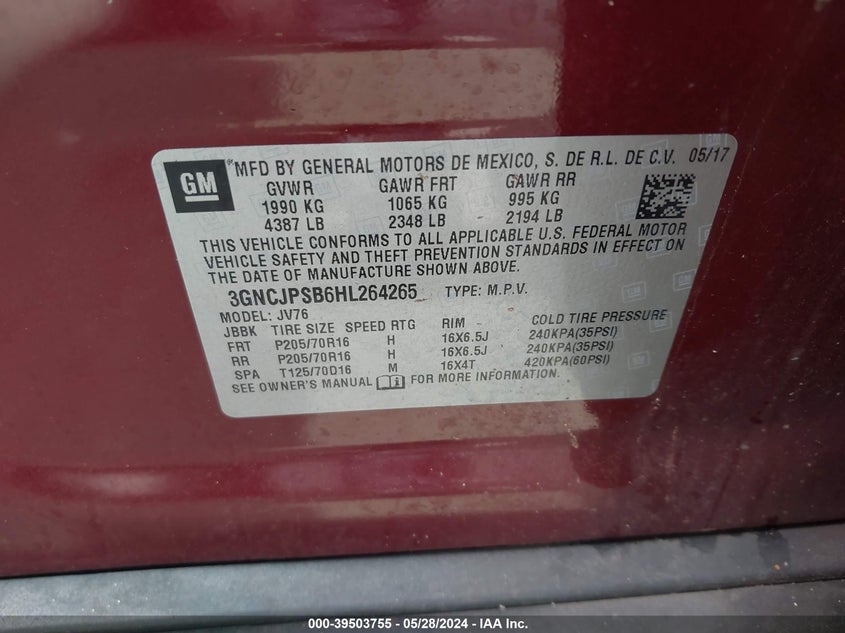 GM ® MFD BY GENERAL MOTORS DE MEXICO, S. DE R.L. DE C.V. 05/17
GVWR GAWR FRT GAWR RR
1990 KG 1065 KG 995 KG
4387 LB 2348 LB 2194 LB
THIS VEHICLE CONFORMS TO ALL APPLICABLE U.S. FEDERAL MOTOR
VEHICLE SAFETY AND THEFT PREVENTION STANDARDS IN EFFECT ON
THE DATE OF MANUFACTURE SHOWN ABOVE.
3GNCJPSB6HL264265 TYPE: M.P.V.
MODEL: JV76
JBBK TIRE SIZE SPEED RTG RIM COLD TIRE PRESSURE
FRT P205/70R16 H 16X6.5J 240KPA(35PSI)
RR P205/70R16 H 16X6.5J 240KPA(35PSI)
SPA T125/70D16 M 16X4T 420KPA(60PSI)
SEE OWNER'S MANUAL FOR MORE INFORMATION.
000-39503755 - 05/28/2024 - IAA Inc.